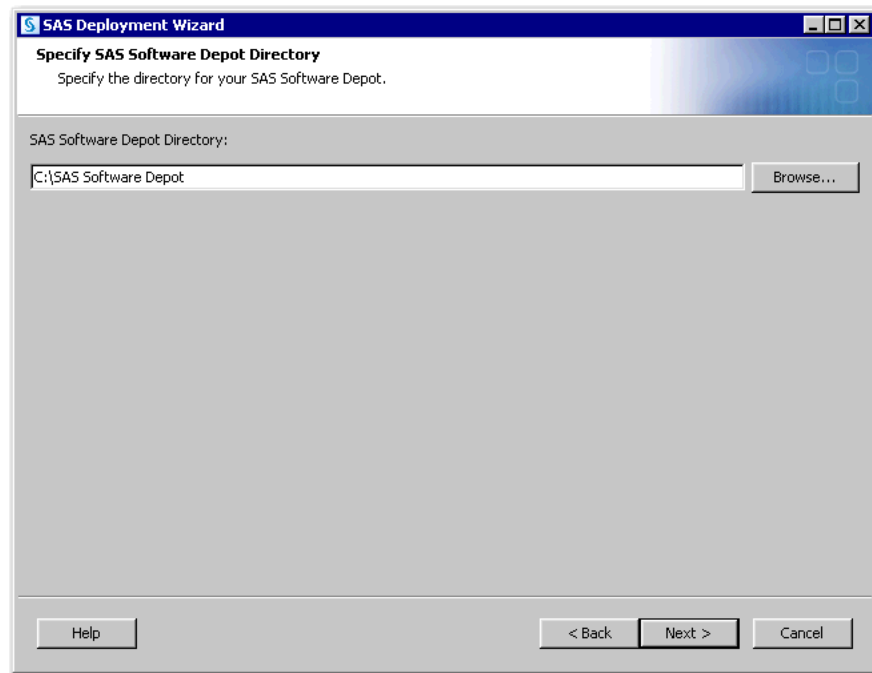 SAS Deployment Wizard
Specify SAS Software Depot Directory
Specify the directory for your SAS Software Depot.
SAS Software Depot Directory:
C:\SAS Software Depot
Browse...
Help
< Back
Next >
Cancel